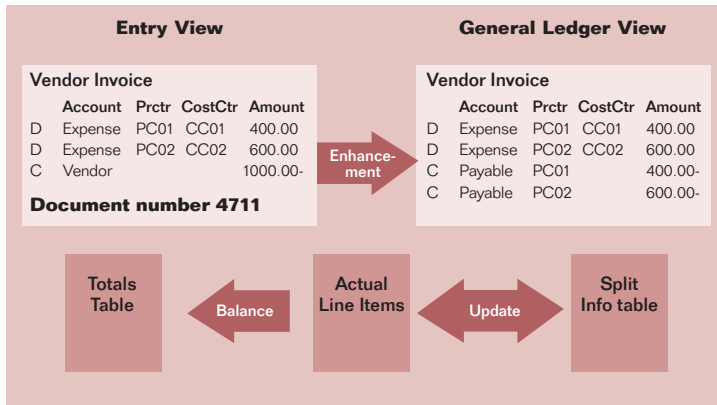 Entry View
Vendor Invoice
Account Prctr CostCtr Amount
D Expense PC01 CC01 400.00
D Expense PC02 CC02 600.00
C Vendor 1000.00-
Document number 4711
Enhance-
ment
General Ledger View
Vendor Invoice
Account Prctr CostCtr Amount
D Expense PC01 CC01 400.00
D Expense PC02 CC02 600.00
C Payable PC01 400.00-
C Payable PC02 600.00-
Totals
Table
Balance
Actual
Line Items
Update
Split
Info table